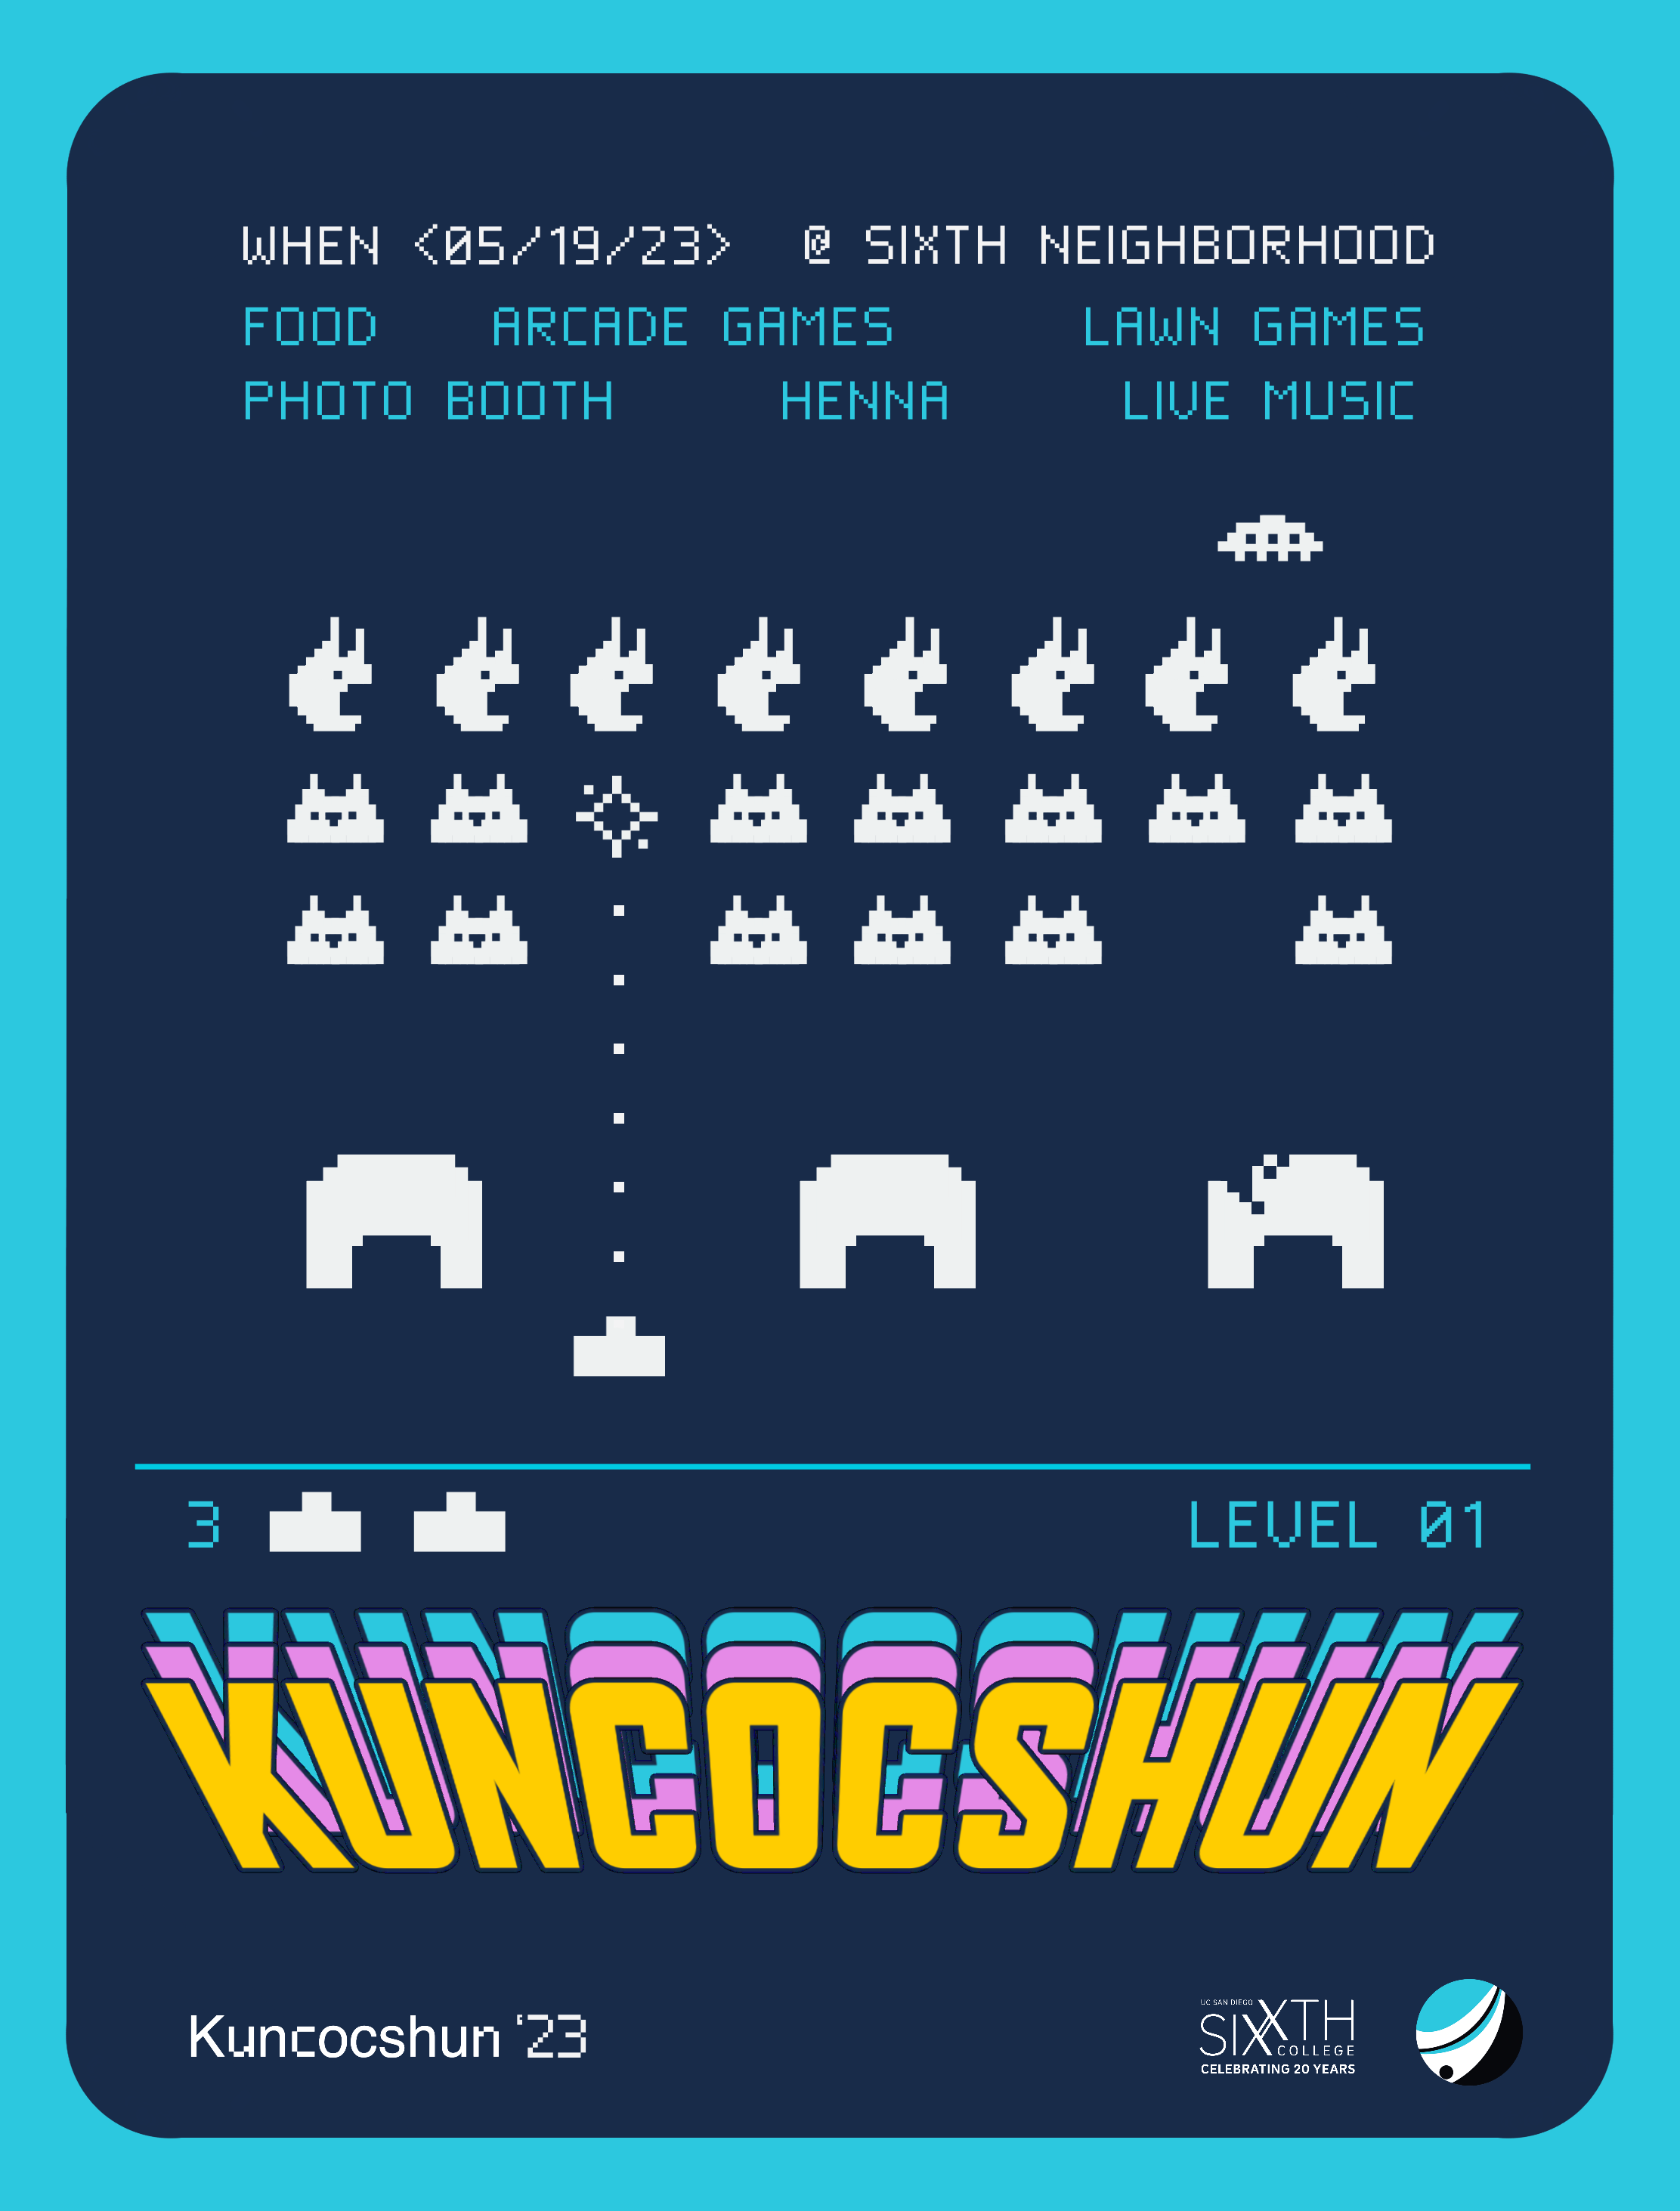 WHEN <05/19/23> @ SIXTH NEIGHBORHOOD
FOOD ARCADE GAMES LAWN GAMES
PHOTO BOOTH HENNA LIVE MUSIC
3 LEVEL 01
KUNCOCSHUN
Kuncocshun '23
UC SAN DIEGO
SIXXTH
COLLEGE
CELEBRATING 20 YEARS